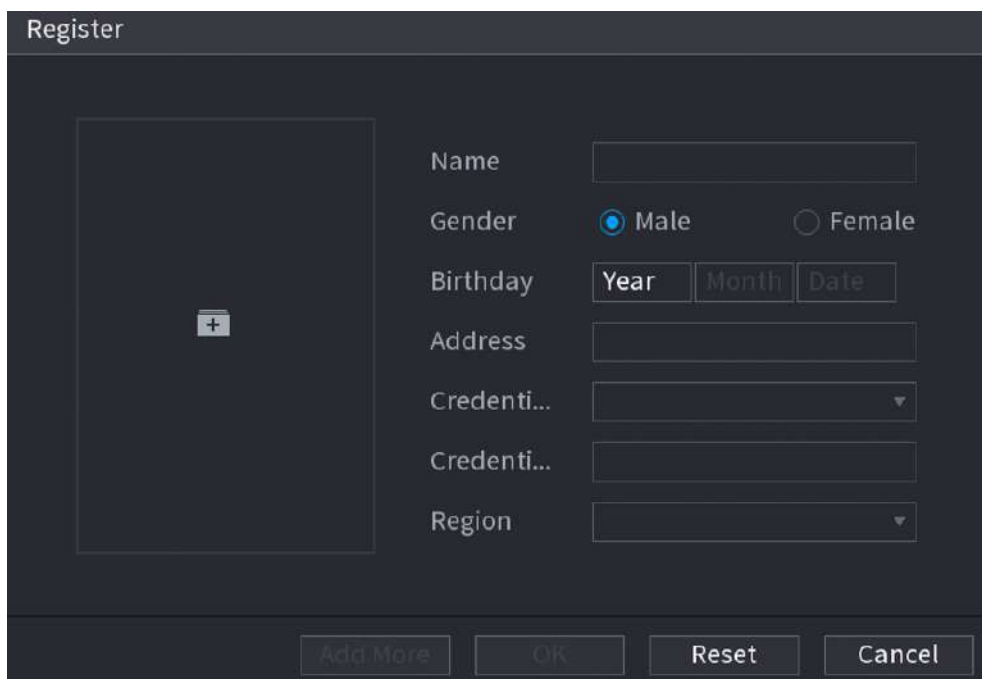 Register
Name
Gender Male Female
Birthday Year Month Date
Address
Credenti...
Credenti...
Region
Add More OK Reset Cancel